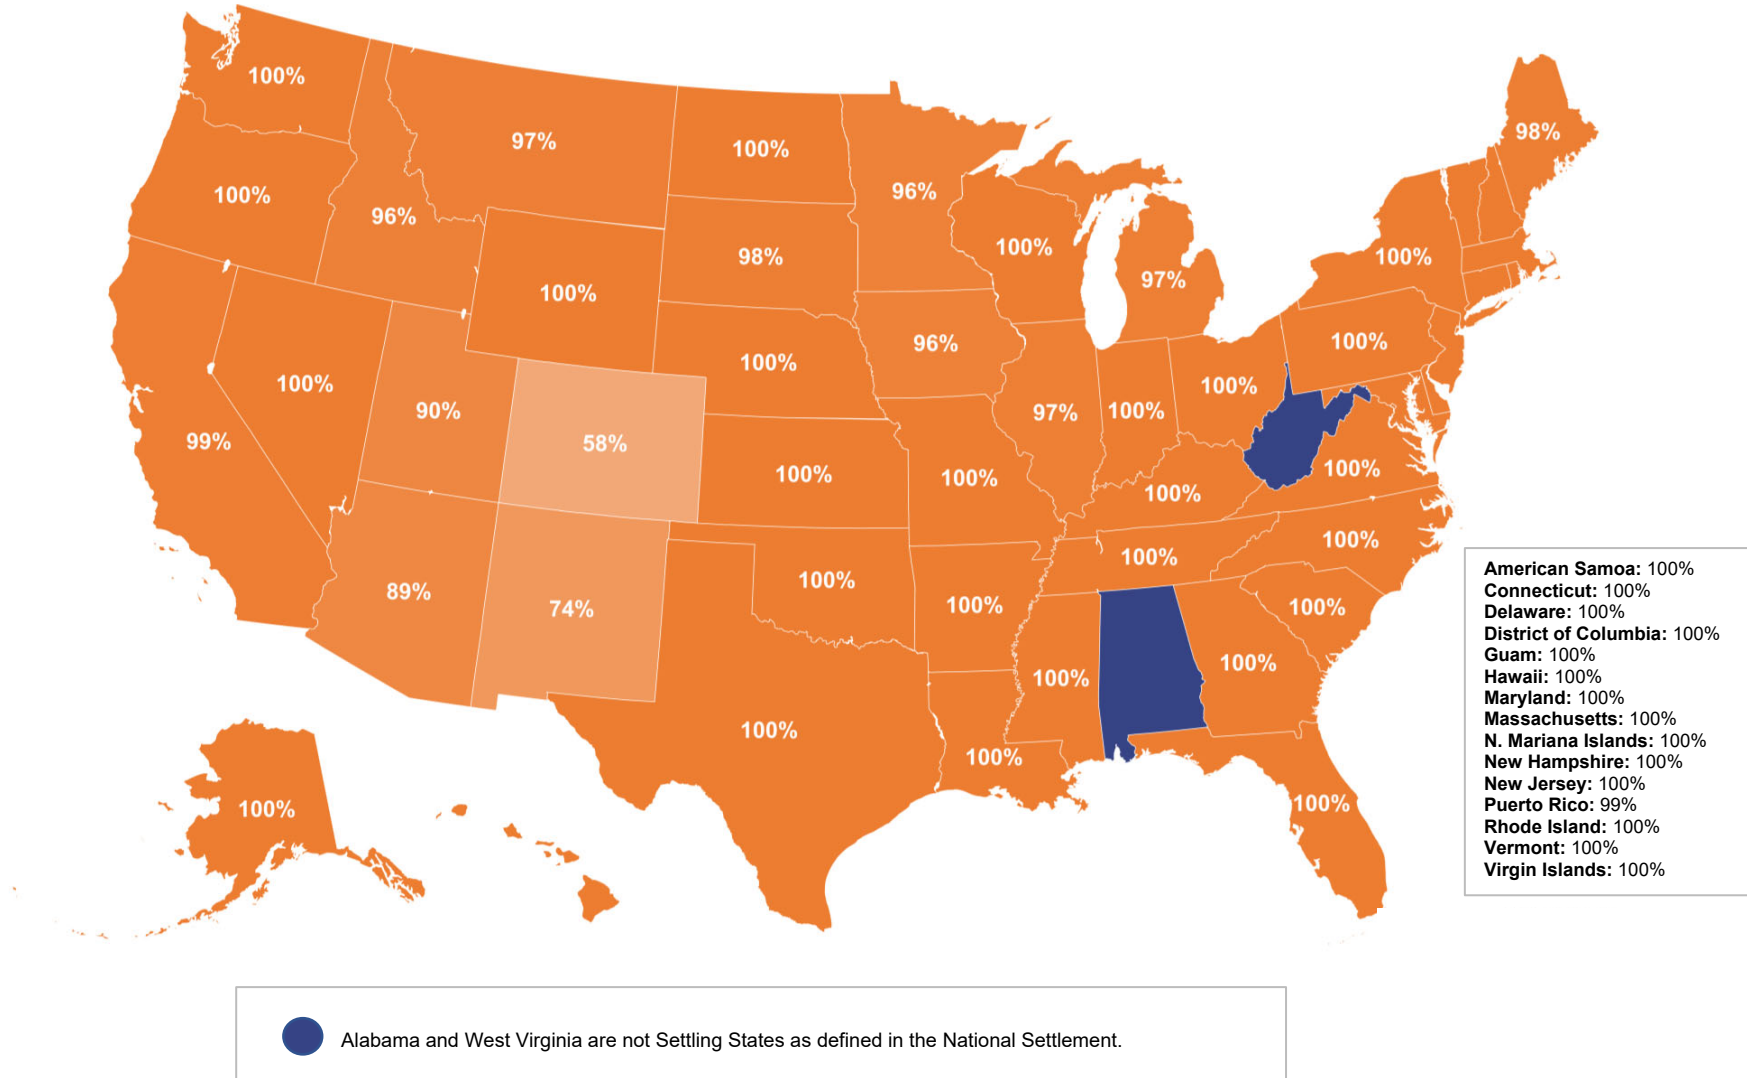 100%
97%
100%
98%
100%
96%
96%
100%
98%
100%
97%
100%
100%
100%
96%
100%
100%
100%
90%
58%
99%
97%
100%
100%
100%
100%
100%
100%
89%
74%
100%
100%
100%
100%
100%
100%
100%
100%
100%
100%
100%
100%
American Samoa: 100%
Connecticut: 100%
Delaware: 100%
District of Columbia: 100%
Guam: 100%
Hawaii: 100%
Maryland: 100%
Massachusetts: 100%
N. Mariana Islands: 100%
New Hampshire: 100%
New Jersey: 100%
Puerto Rico: 99%
Rhode Island: 100%
Vermont: 100%
Virgin Islands: 100%
Alabama and West Virginia are not Settling States as defined in the National Settlement.